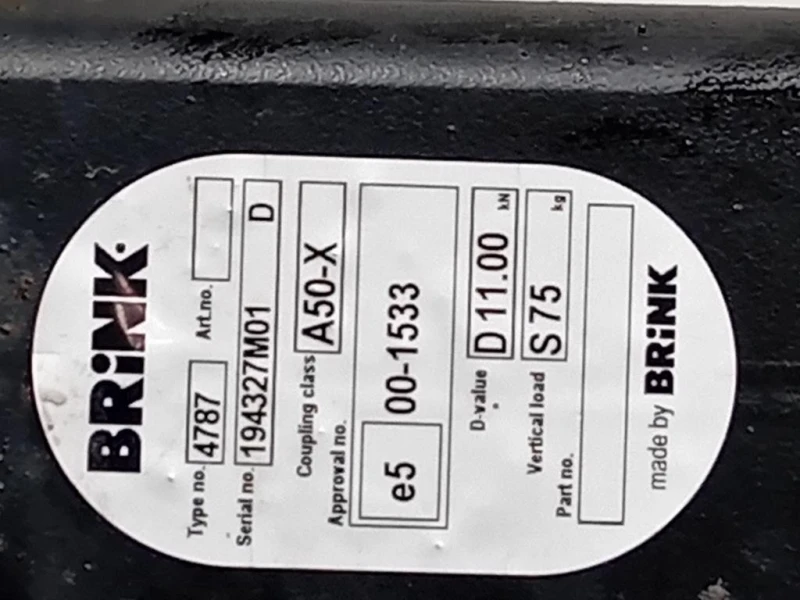 BRiNK
Type no. 4787 Art.no.
Serial no. 194327M01 D
Coupling class A50-X
Approval no.
e5 00-1533
D-value D 11.00 kN
Vertical load S 75 kg
Part no.
made by BRiNK